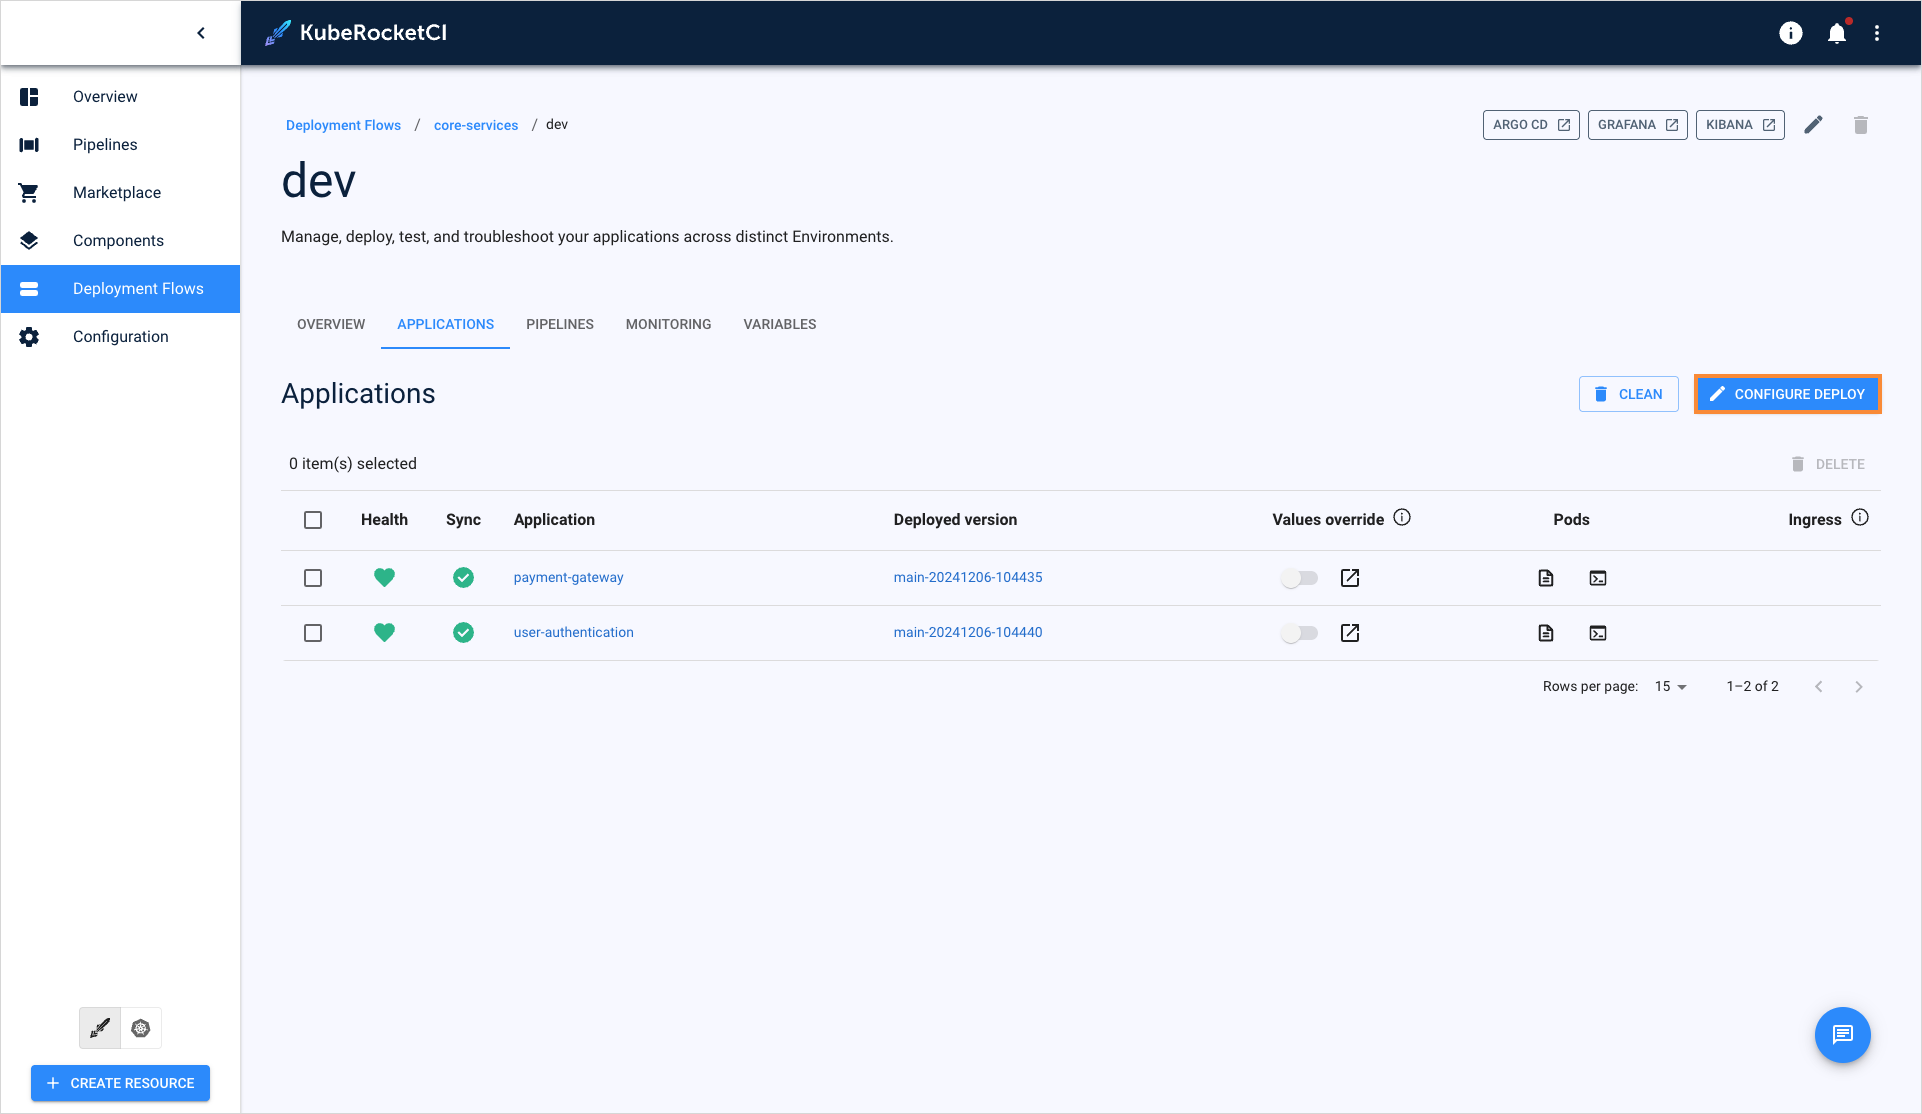 KubeRocketCI
Overview
Pipelines
Marketplace
Components
Deployment Flows
Configuration
CREATE RESOURCE
Deployment Flows / core-services / dev
ARGO CD GRAFANA KIBANA
dev
Manage, deploy, test, and troubleshoot your applications across distinct Environments.
OVERVIEW APPLICATIONS PIPELINES MONITORING VARIABLES
Applications
CLEAN CONFIGURE DEPLOY
0 item(s) selected
DELETE
Health Sync Application Deployed version Values override Pods Ingress
payment-gateway main-20241206-104435
user-authentication main-20241206-104440
Rows per page: 15 1–2 of 2